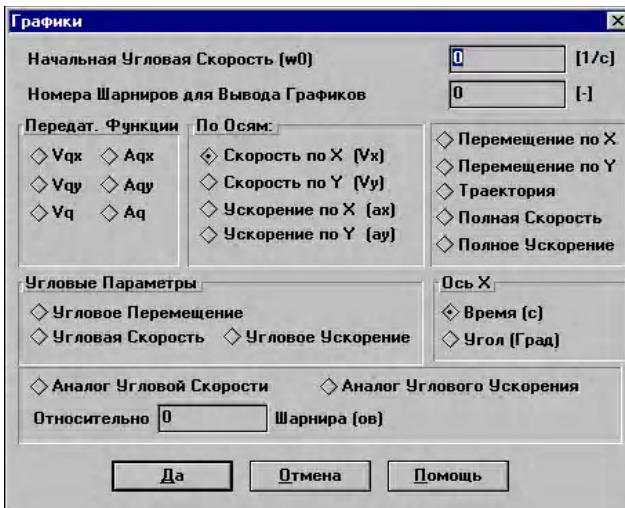 Графики
Начальная Угловая Скорость (w0) 0 [1/с]
Номера Шарниров для Вывода Графиков 0 [-]
Передат. Функции
Vqx Aqx
Vqy Aqy
Vq Aq
По Осям:
Скорость по X (Vx)
Скорость по Y (Vy)
Ускорение по X (ax)
Ускорение по Y (ay)
Перемещение по X
Перемещение по Y
Траектория
Полная Скорость
Полное Ускорение
Угловые Параметры
Угловое Перемещение
Угловая Скорость Угловое Ускорение
Ось X
Время (с)
Угол (Град)
Аналог Угловой Скорости Аналог Углового Ускорения
Относительно 0 Шарнира (ов)
Да Отмена Помощь